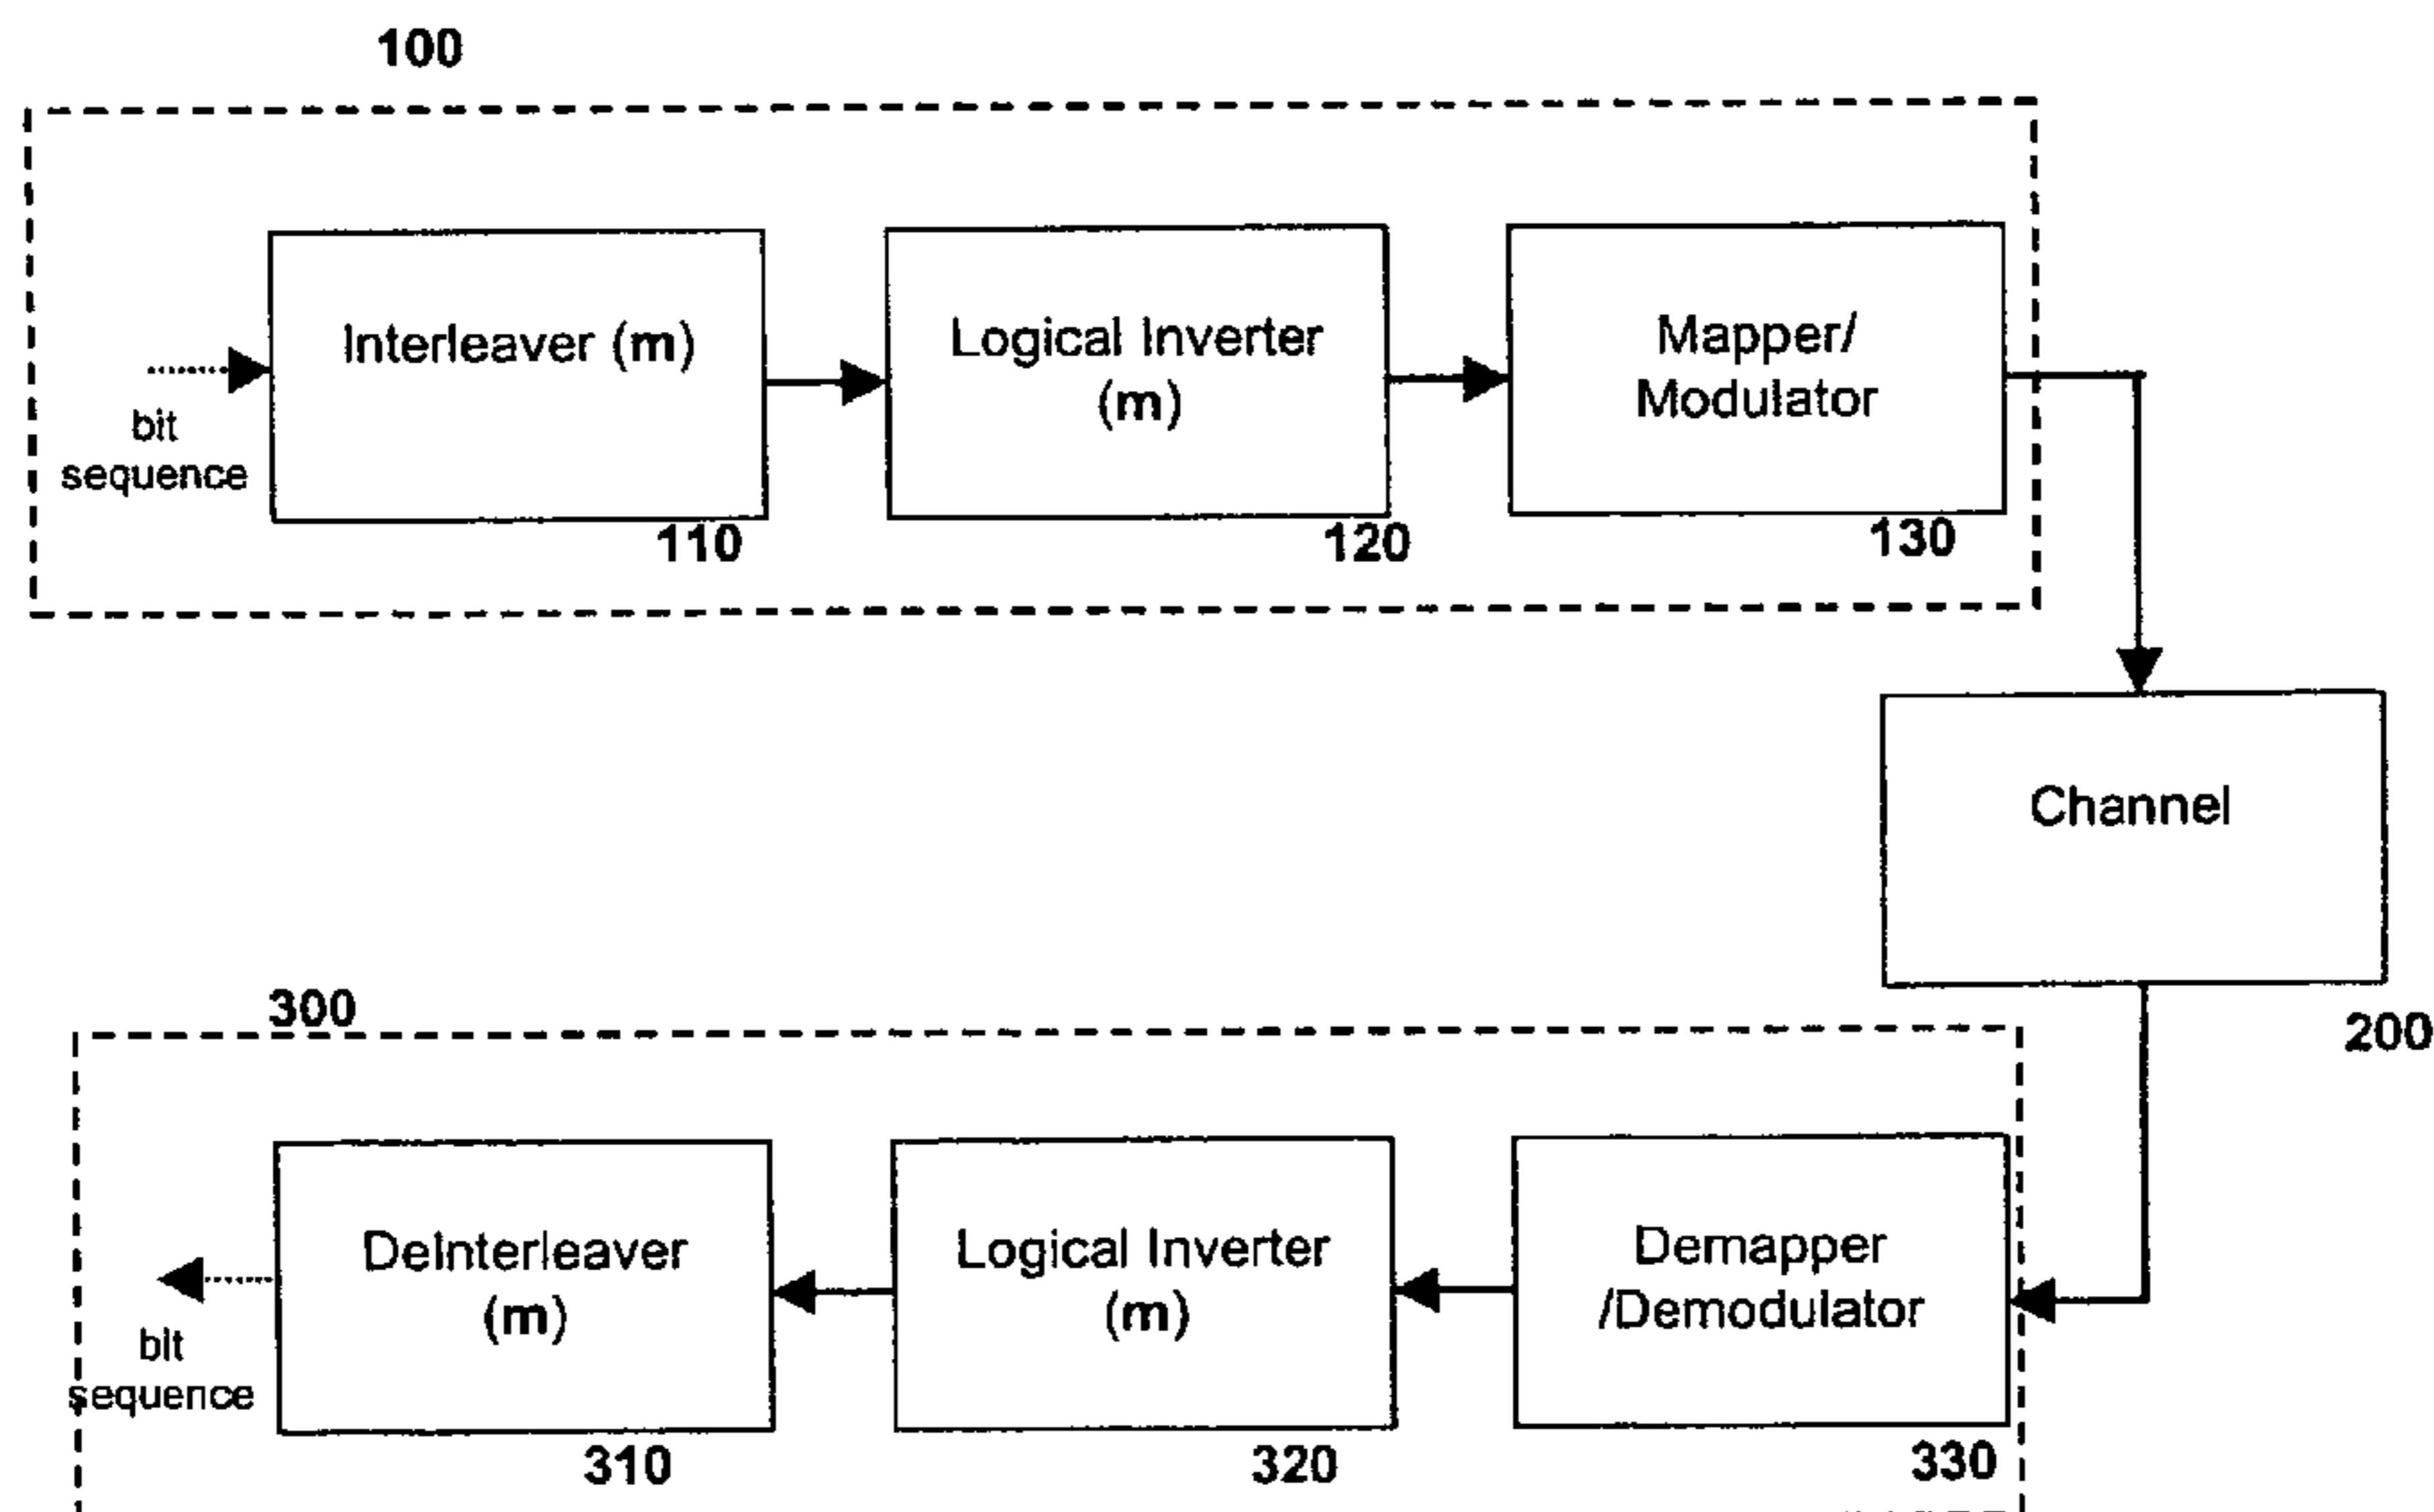 100
Interleaver (m)
Logical Inverter
(m)
Mapper/
Modulator
bit
sequence
110
120
130
Channel
200
300
DeInterleaver
(m)
Logical Inverter
(m)
Demapper
/Demodulator
bit
sequence
310
320
330